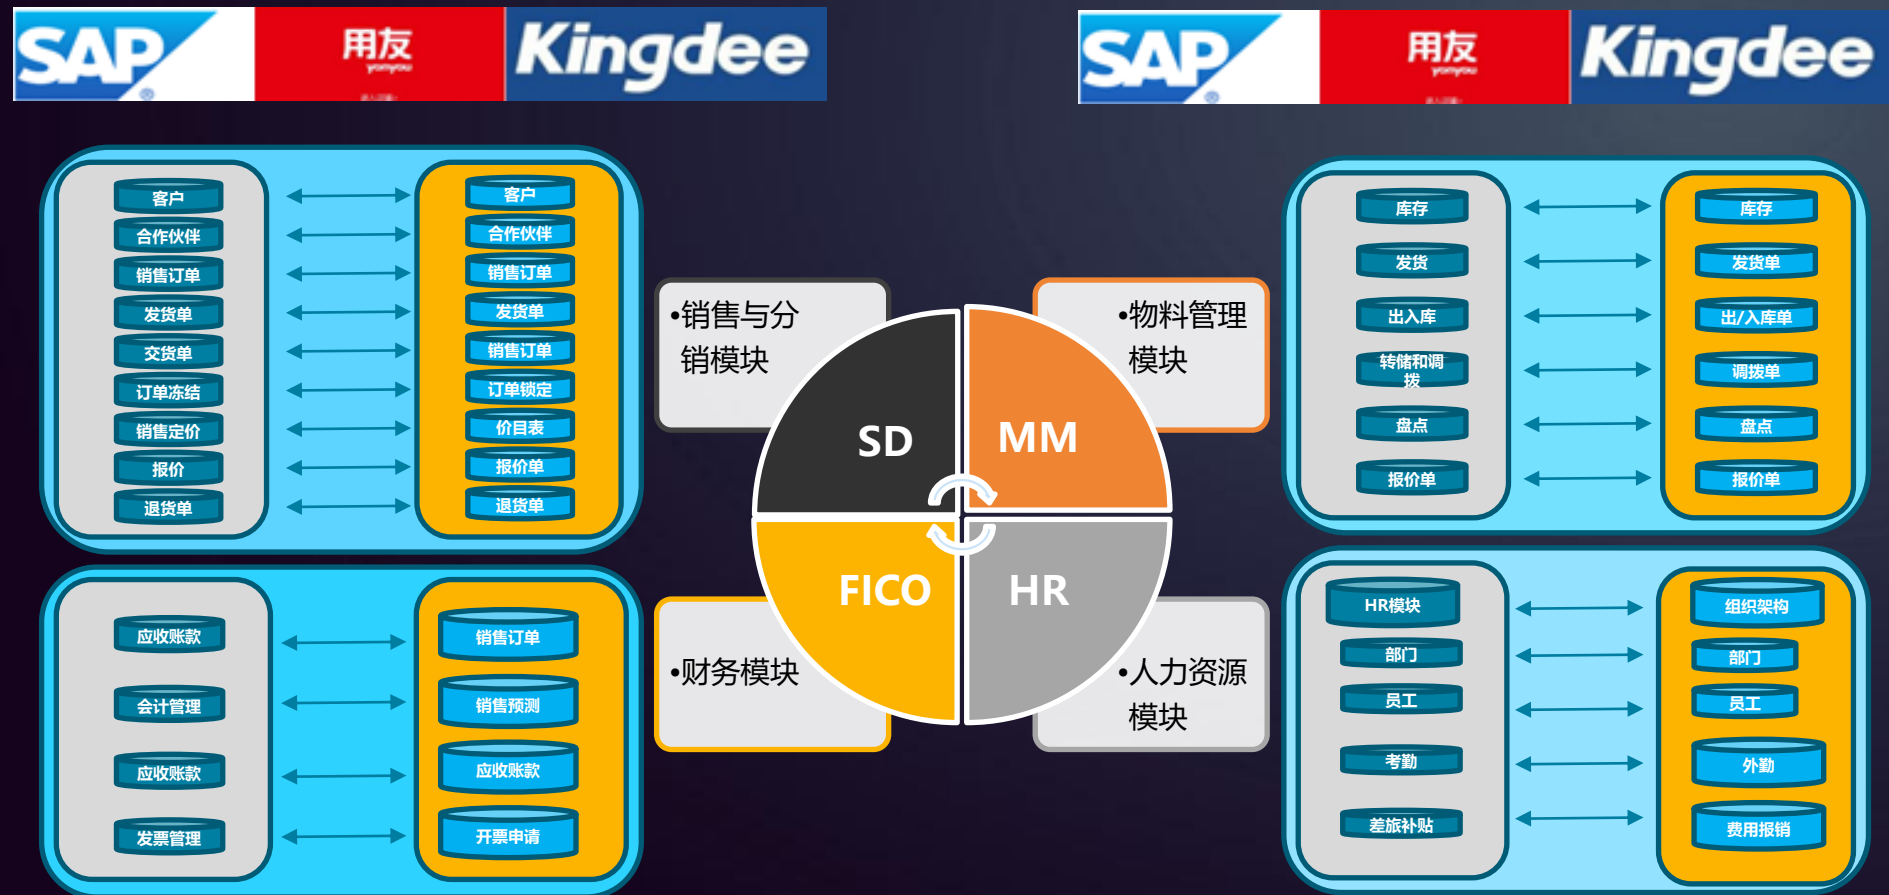 SAP
用友
yonyou
Kingdee
SAP
用友
yonyou
Kingdee
客户
合作伙伴
销售订单
发货单
交货单
订单冻结
销售定价
报价
退货单
客户
合作伙伴
销售订单
发货单
销售订单
订单锁定
价目表
报价单
退货单
应收账款
会计管理
应收账款
发票管理
销售订单
销售预测
应收账款
开票申请
•销售与分
销模块
•物料管理
模块
SD
MM
FICO
HR
•财务模块
•人力资源
模块
库存
发货
出入库
转储和调
拨
盘点
报价单
库存
发货单
出/入库单
调拨单
盘点
报价单
HR模块
部门
员工
考勤
差旅补贴
组织架构
部门
员工
外勤
费用报销